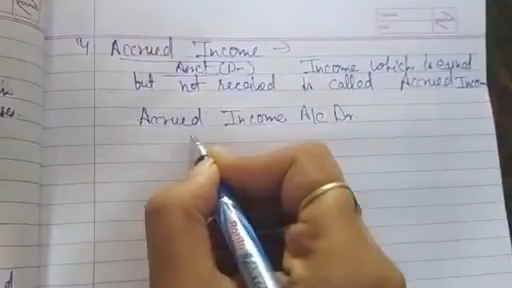 4) Accrued Income →
Asset (Dr) Income which is earned
but not received is called Accrued Income
Accrued Income A/c Dr.